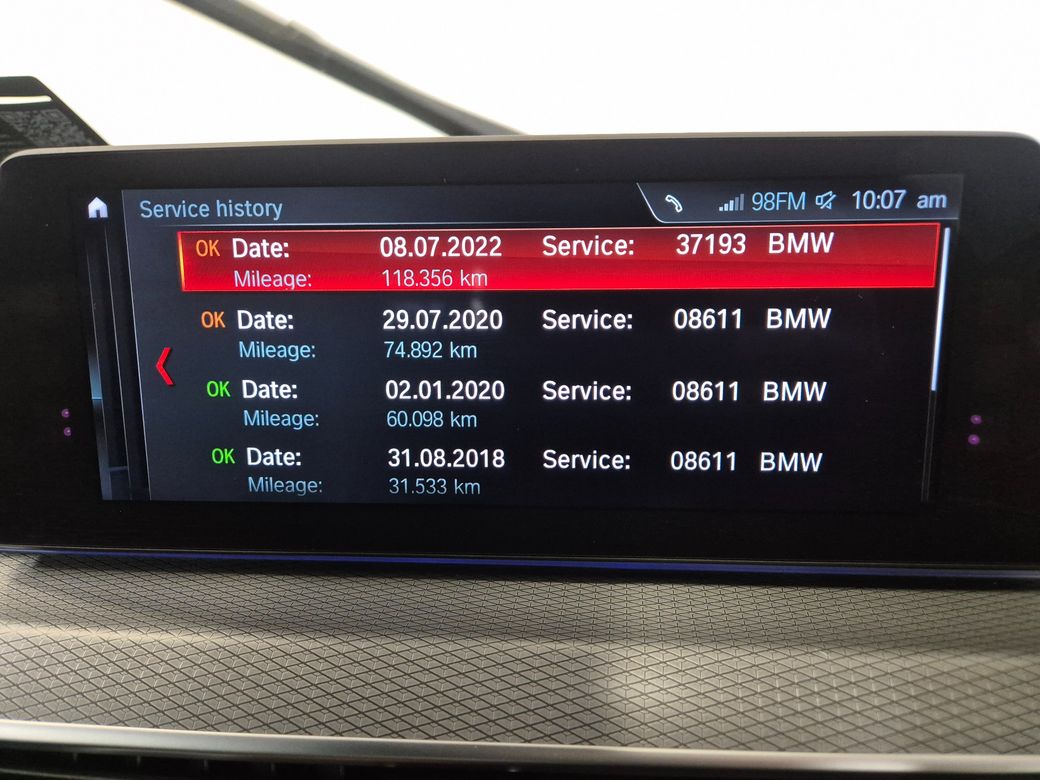 Service history 98FM 10:07 am
OK Date: 08.07.2022 Service: 37193 BMW
Mileage: 118.356 km
OK Date: 29.07.2020 Service: 08611 BMW
Mileage: 74.892 km
OK Date: 02.01.2020 Service: 08611 BMW
Mileage: 60.098 km
OK Date: 31.08.2018 Service: 08611 BMW
Mileage: 31.533 km